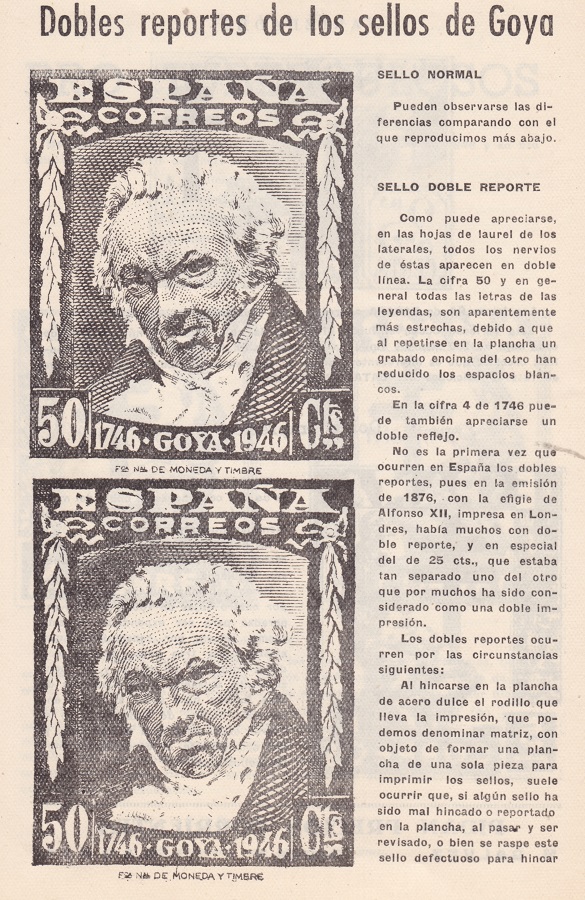 Dobles reportes de los sellos de Goya
ESPAÑA
CORREOS
50
1746·GOYA·1946
Cts
Fca Nal DE MONEDA Y TIMBRE
ESPAÑA
CORREOS
50
1746·GOYA·1946
Cts
Fca Nal DE MONEDA Y TIMBRE
SELLO NORMAL
Pueden observarse las di-
ferencias comparando con el
que reproducimos más abajo.
SELLO DOBLE REPORTE
Como puede apreciarse,
en las hojas de laurel de los
laterales, todos los nervios
de éstas aparecen en doble
línea. La cifra 50 y en ge-
neral todas las letras de las
leyendas, son aparentemente
más estrechas, debido a que
al repetirse en la plancha un
grabado encima del otro han
reducido los espacios blan-
cos.
En la cifra 4 de 1746 pue-
de también apreciarse un
doble reflejo.
No es la primera vez que
ocurren en España los dobles
reportes, pues en la emisión
de 1876, con la efigie de
Alfonso XII, impresa en Lon-
dres, había muchos con do-
ble reporte, y en especial
del de 25 cts., que estaba
tan separado uno del otro
que por muchos ha sido con-
siderado como una doble im-
presión.
Los dobles reportes ocu-
rren por las circunstancias
siguientes:
Al hincarse en la plancha
de acero dulce el rodillo que
lleva la impresión, que po-
demos denominar matriz, con
objeto de formar una plan-
cha de una sola pieza para
imprimir los sellos, suele
ocurrir que, si algún sello ha
sido mal hincado o reportado
en la plancha, al pasar y ser
revisado, o bien se raspe este
sello defectuoso para hincar